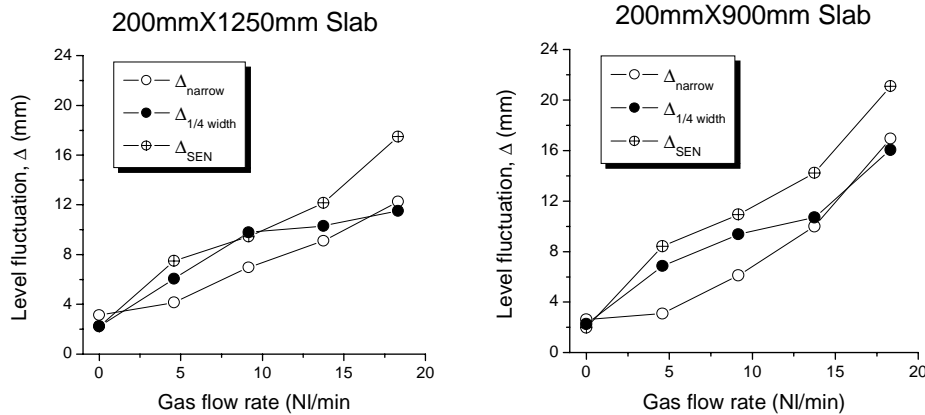 200mmX1250mm Slab
24
20
16
12
8
4
0
Level fluctuation, Δ (mm)
Δnarrow
Δ1/4 width
ΔSEN
0 5 10 15 20
Gas flow rate (Nl/min
200mmX900mm Slab
24
20
16
12
8
4
0
Level fluctuation, Δ (mm)
Δnarrow
Δ1/4 width
ΔSEN
0 5 10 15 20
Gas flow rate (Nl/min)